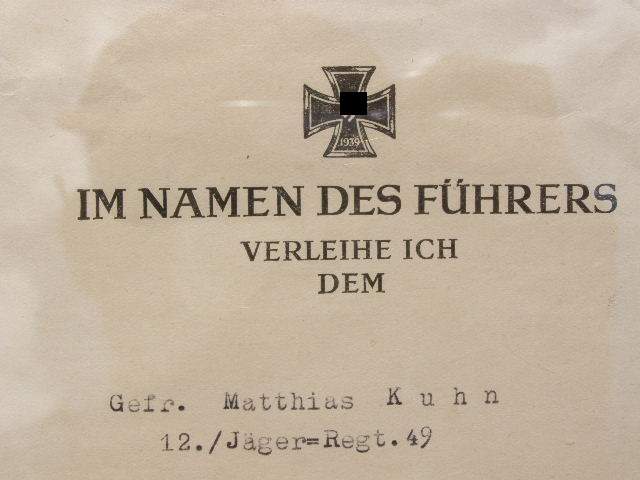 1939
IM NAMEN DES FÜHRERS
VERLEIHE ICH
DEM
Gefr. Matthias Kuhn
12./Jäger=Regt.49